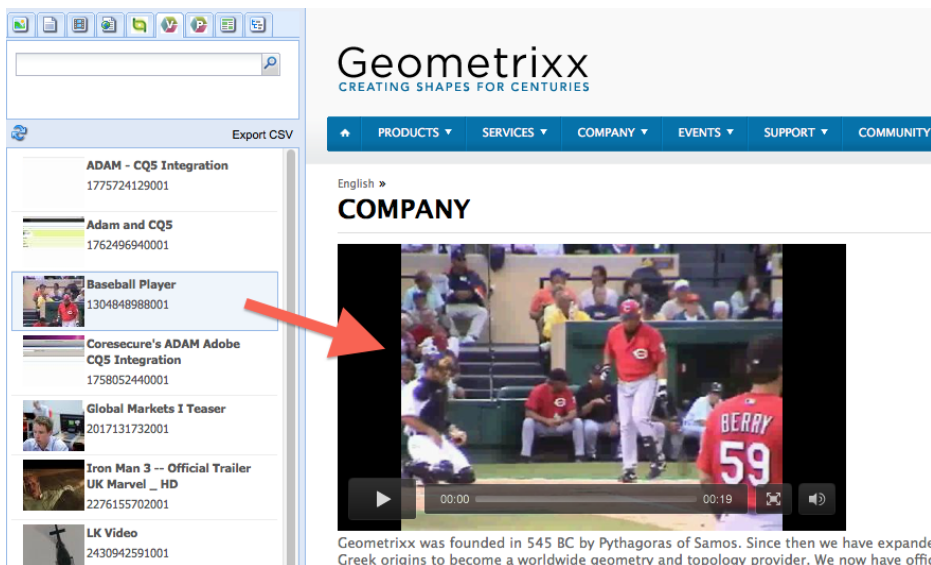 Export CSV
ADAM - CQ5 Integration
1775724129001
Adam and CQ5
1762496940001
Baseball Player
1304848988001
Coresecure's ADAM Adobe
CQ5 Integration
1758052440001
Global Markets I Teaser
2017131732001
Iron Man 3 -- Official Trailer
UK Marvel _ HD
2276155702001
LK Video
2430942591001
Geometrixx
CREATING SHAPES FOR CENTURIES
PRODUCTS ▼ SERVICES ▼ COMPANY ▼ EVENTS ▼ SUPPORT ▼ COMMUNITY
English »
COMPANY
BERRY
59
00:00 00:19
Geometrixx was founded in 545 BC by Pythagoras of Samos. Since then we have expande
Greek origins to become a worldwide geometry and topology provider. We now have offic